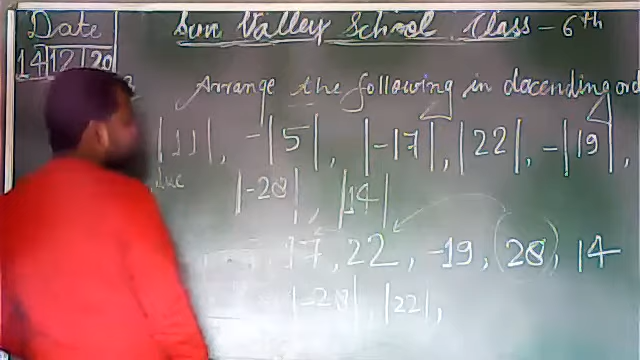 Date
Sun Valley School. Class - 6th
14|12|20
Arrange the following in decending ord
|11|, -|5|, |-17|, |22|, -|19|,
|-28|, |14|
17, 22, -19, 28, 14
|-28|, |22|,